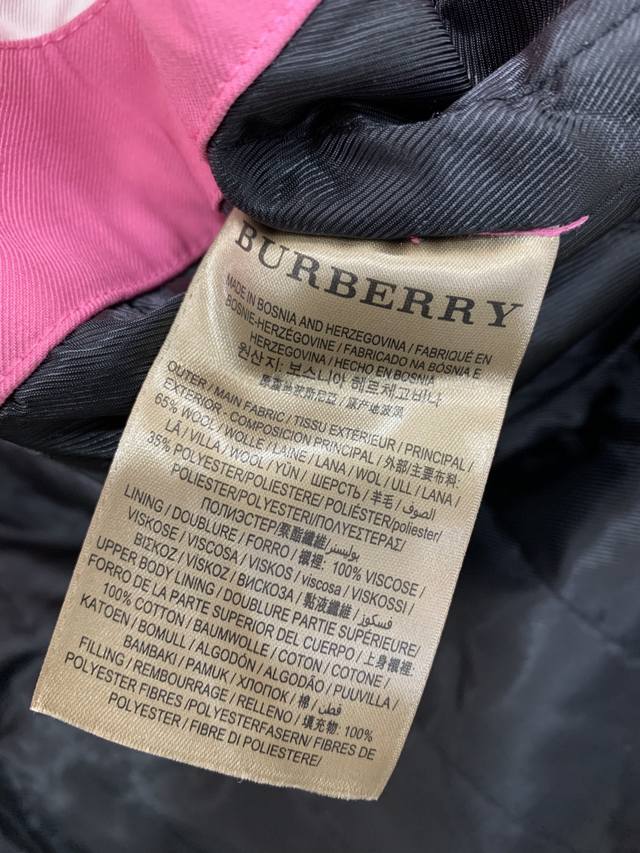 BURBERRY
MADE IN BOSNIA AND HERZEGOVINA / FABRIQUÉ EN
BOSNIE-HERZÉGOVINE / FABRICADO NA BÓSNIA E
HERZEGOVINA / HECHO EN BOSNIA
원산지: 보스니아 헤르체고비나
OUTER / MAIN FABRIC / TISSU EXTÉRIEUR / PRINCIPAL /
EXTERIOR - COMPOSICIÓN PRINCIPAL / 外部/主要布料:
65% WOOL / WOLLE / LAINE / LANA / WOL / ULL / LANA /
LÃ / VILLA / WOOL / YÜN / ШЕРСТЬ / 羊毛 / الصوف /
35% POLYESTER/POLIESTERE/ POLIÉSTER/poliester/
POLYESTER/POLYESTER/ POLIÉSTER/POLYESTERI/
ПОЛИЭСТЕР/聚酯纖維/بوليستر
LINING / DOUBLURE / FORRO / 襯裡: 100% VISCOSE /
VISKOSE / VISCOSA / VISKOS / viscosa / VISKOSSI /
ΒΙΣΚΟΖ / VİSKOZ / ВИСКОЗА / 黏液纖維 / فسكوز
UPPER BODY LINING / DOUBLURE PARTIE SUPÉRIEURE/
FORRO DE LA PARTE SUPERIOR DEL CUERPO / 上身襯裡:
100% COTTON / BAUMWOLLE / COTON / COTONE /
KATOEN / BOMULL / ALGODÓN / ALGODÃO / PUUVILLA /
BAMBAKI / PAMUK / ХЛОПОК / 棉 / قطن
FILLING / REMBOURRAGE / RELLENO / 填充物: 100%
POLYESTER FIBRES /POLYESTERFASERN/ FIBRES DE
POLYESTER / FIBRE DI POLIESTERE/